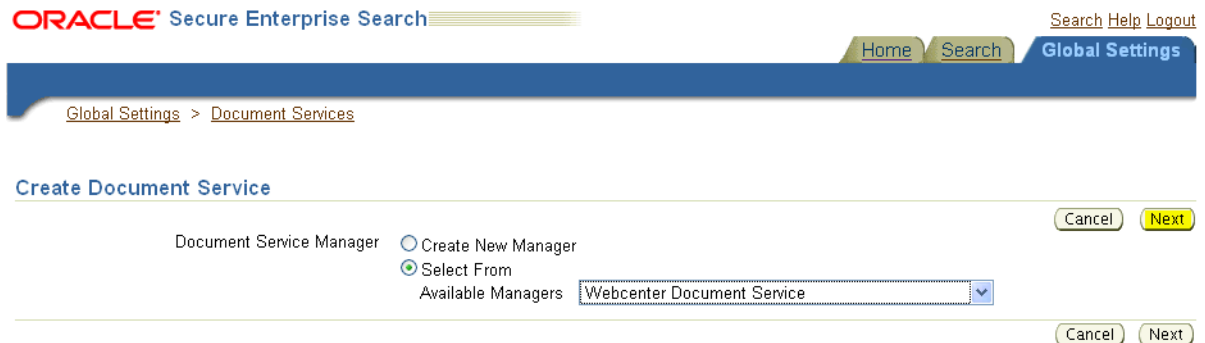 ORACLE Secure Enterprise Search
Search Help Logout
Home Search Global Settings
Global Settings > Document Services
Create Document Service
Cancel Next
Document Service Manager Create New Manager
Select From
Available Managers Webcenter Document Service
Cancel Next